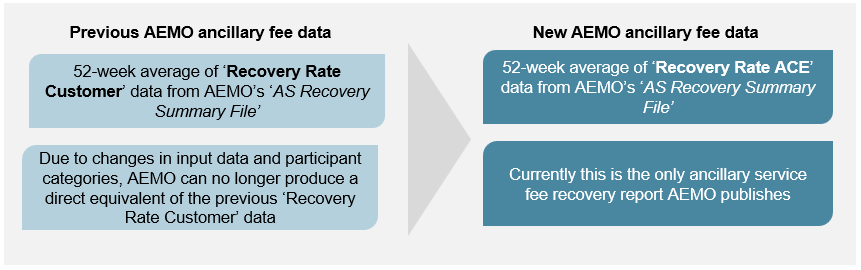 Previous AEMO ancillary fee data
52-week average of ‘Recovery Rate
Customer’ data from AEMO’s ‘AS Recovery
Summary File’
Due to changes in input data and participant
categories, AEMO can no longer produce a
direct equivalent of the previous ‘Recovery
Rate Customer’ data
New AEMO ancillary fee data
52-week average of ‘Recovery Rate ACE’
data from AEMO’s ‘AS Recovery Summary
File’
Currently this is the only ancillary service
fee recovery report AEMO publishes